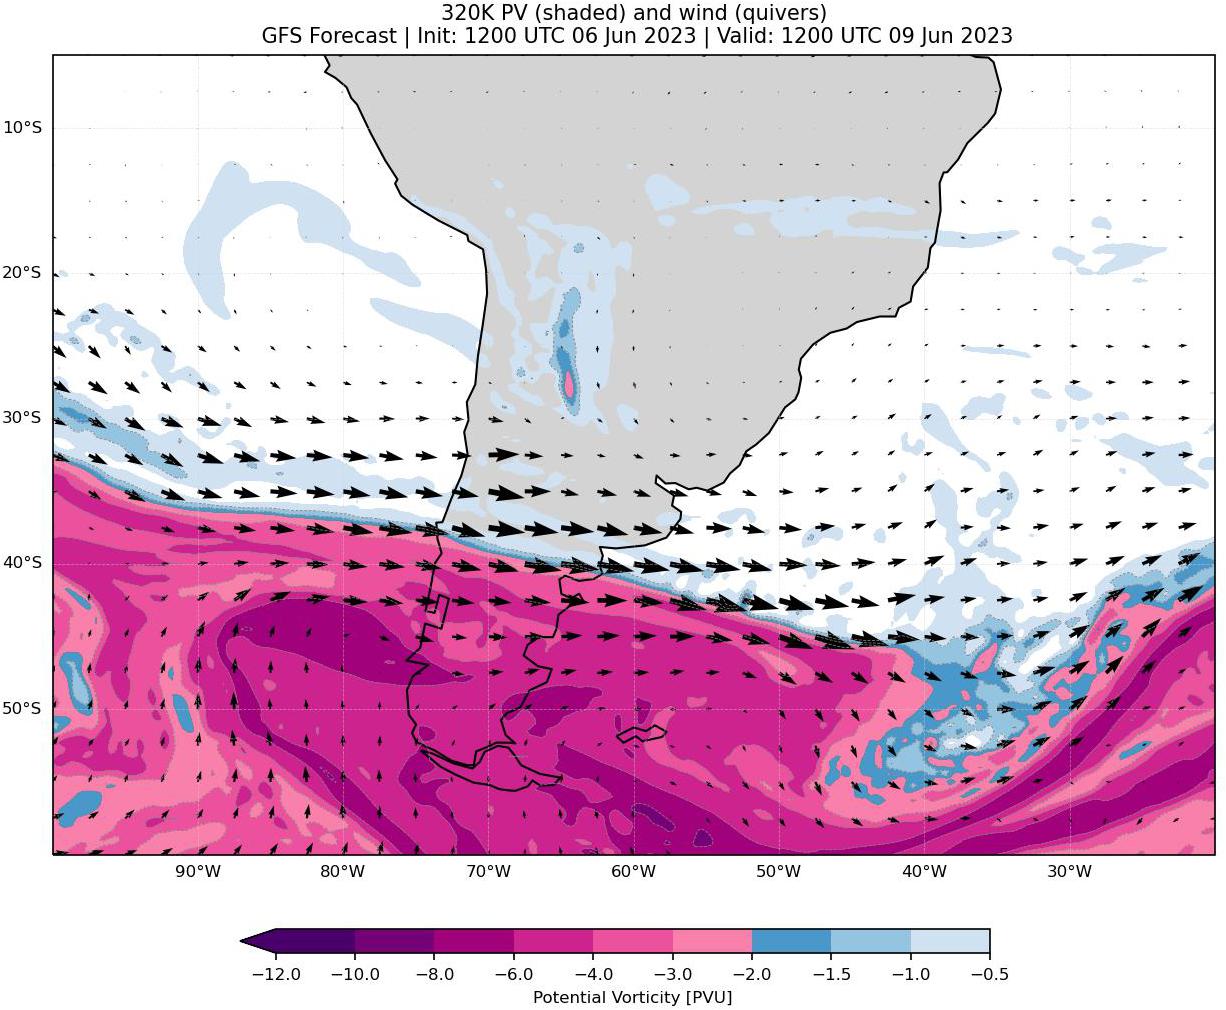 320K PV (shaded) and wind (quivers)
GFS Forecast | Init: 1200 UTC 06 Jun 2023 | Valid: 1200 UTC 09 Jun 2023
10°S
20°S
30°S
40°S
50°S
90°W 80°W 70°W 60°W 50°W 40°W 30°W
−12.0 −10.0 −8.0 −6.0 −4.0 −3.0 −2.0 −1.5 −1.0 −0.5
Potential Vorticity [PVU]